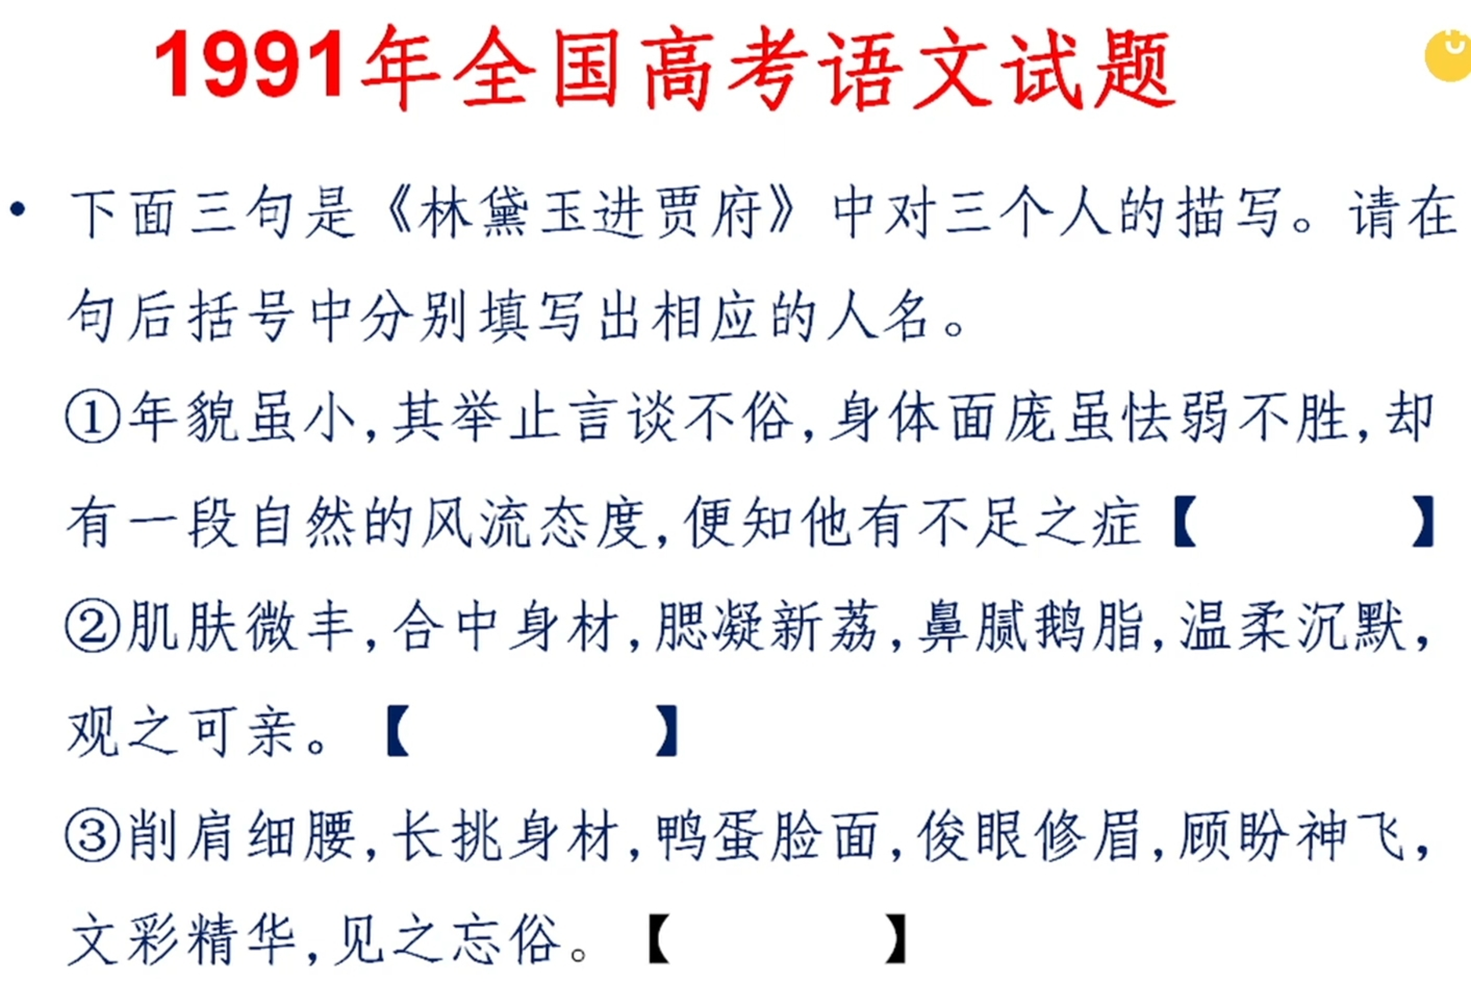 1991年全国高考语文试题
• 下面三句是《林黛玉进贾府》中对三个人的描写。请在
句后括号中分别填写出相应的人名。
①年貌虽小,其举止言谈不俗,身体面庞虽怯弱不胜,却
有一段自然的风流态度,便知他有不足之症【 】
②肌肤微丰,合中身材,腮凝新荔,鼻腻鹅脂,温柔沉默,
观之可亲。【 】
③削肩细腰,长挑身材,鸭蛋脸面,俊眼修眉,顾盼神飞,
文彩精华,见之忘俗。【 】